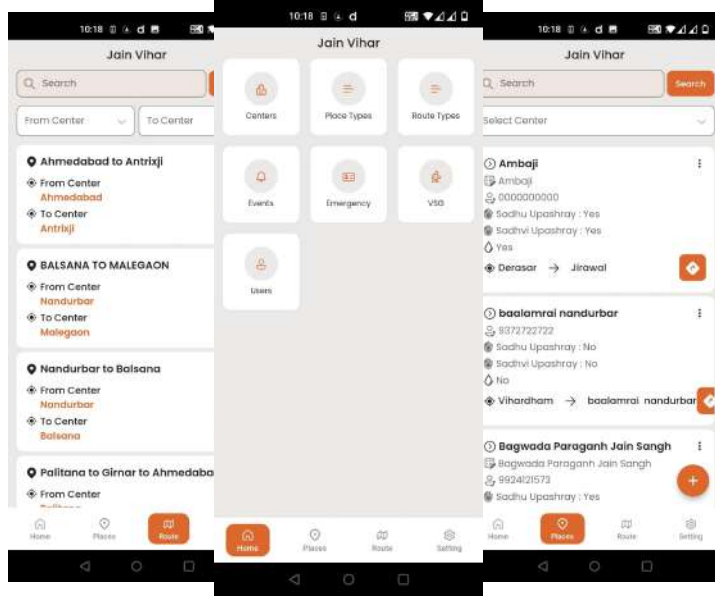 10:18
Jain Vihar
Search
From Center
To Center
Ahmedabad to Antrixji
From Center
Ahmedabad
To Center
Antrixji
BALSANA TO MALEGAON
From Center
Nandurbar
To Center
Malegaon
Nandurbar to Balsana
From Center
Nandurbar
To Center
Balsana
Palitana to Girnar to Ahmedaba
From Center
Home Places Route
10:18
Jain Vihar
Centers Place Types Route Types
Events Emergency VSG
Users
Home Places Route Setting
10:18
Jain Vihar
Search Search
Select Center
Ambaji
Ambaji
0000000000
Sadhu Upashray : Yes
Sadhvi Upashray : Yes
Yes
Derasar → Jirawal
baalamrai nandurbar
9372722722
Sadhu Upashray : No
Sadhvi Upashray : No
No
Vihardham → baalamrai nandurbar
Bagwada Paraganh Jain Sangh
Bagwada Paraganh Jain Sangh
9924121573
Sadhu Upashray : Yes
Home Places Route Setting